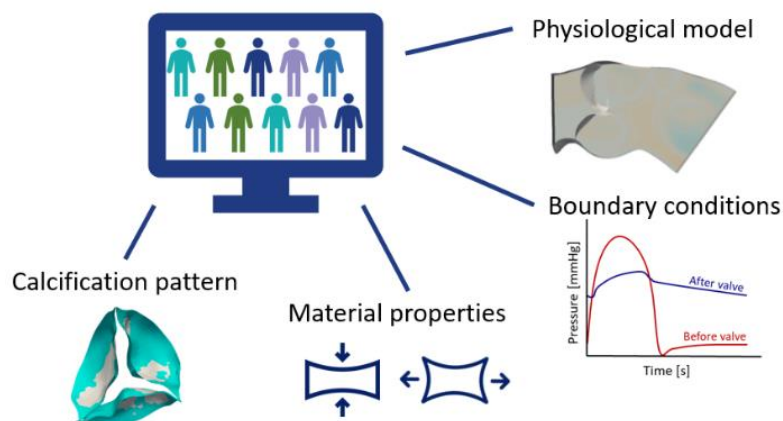 Physiological model
Boundary conditions
Pressure [mmHg]
After valve
Before valve
Time [s]
Calcification pattern
Material properties